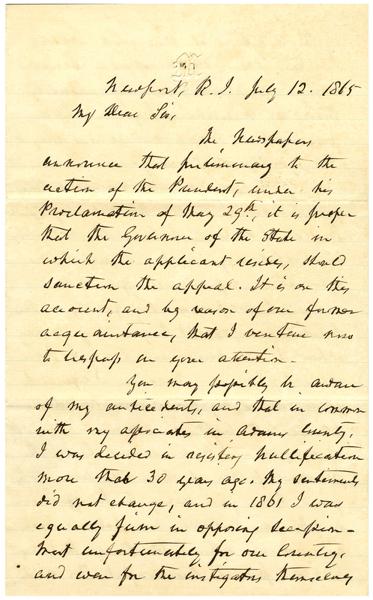 Newport, R. I. July 12. 1865
My Dear Sir,
The Newspapers
announce that preliminary to the
action of the President, under his
Proclamation of May 29th, it is proper
that the Governor of the State in
which the applicant resides, should
sanction the appeal. It is on this
account, and by reason of our former
acquaintance, that I venture now
to trespass on your attention-
You may possibly be aware
of my antecedents, and that in common
with my associates in Adams County,
I was decided in resisting Nullification
more than 30 years ago. My sentiments
did not change, and in 1861 I was
equally firm in opposing Secession-
Most unfortunately for our Country,
and even for the instigators themselves